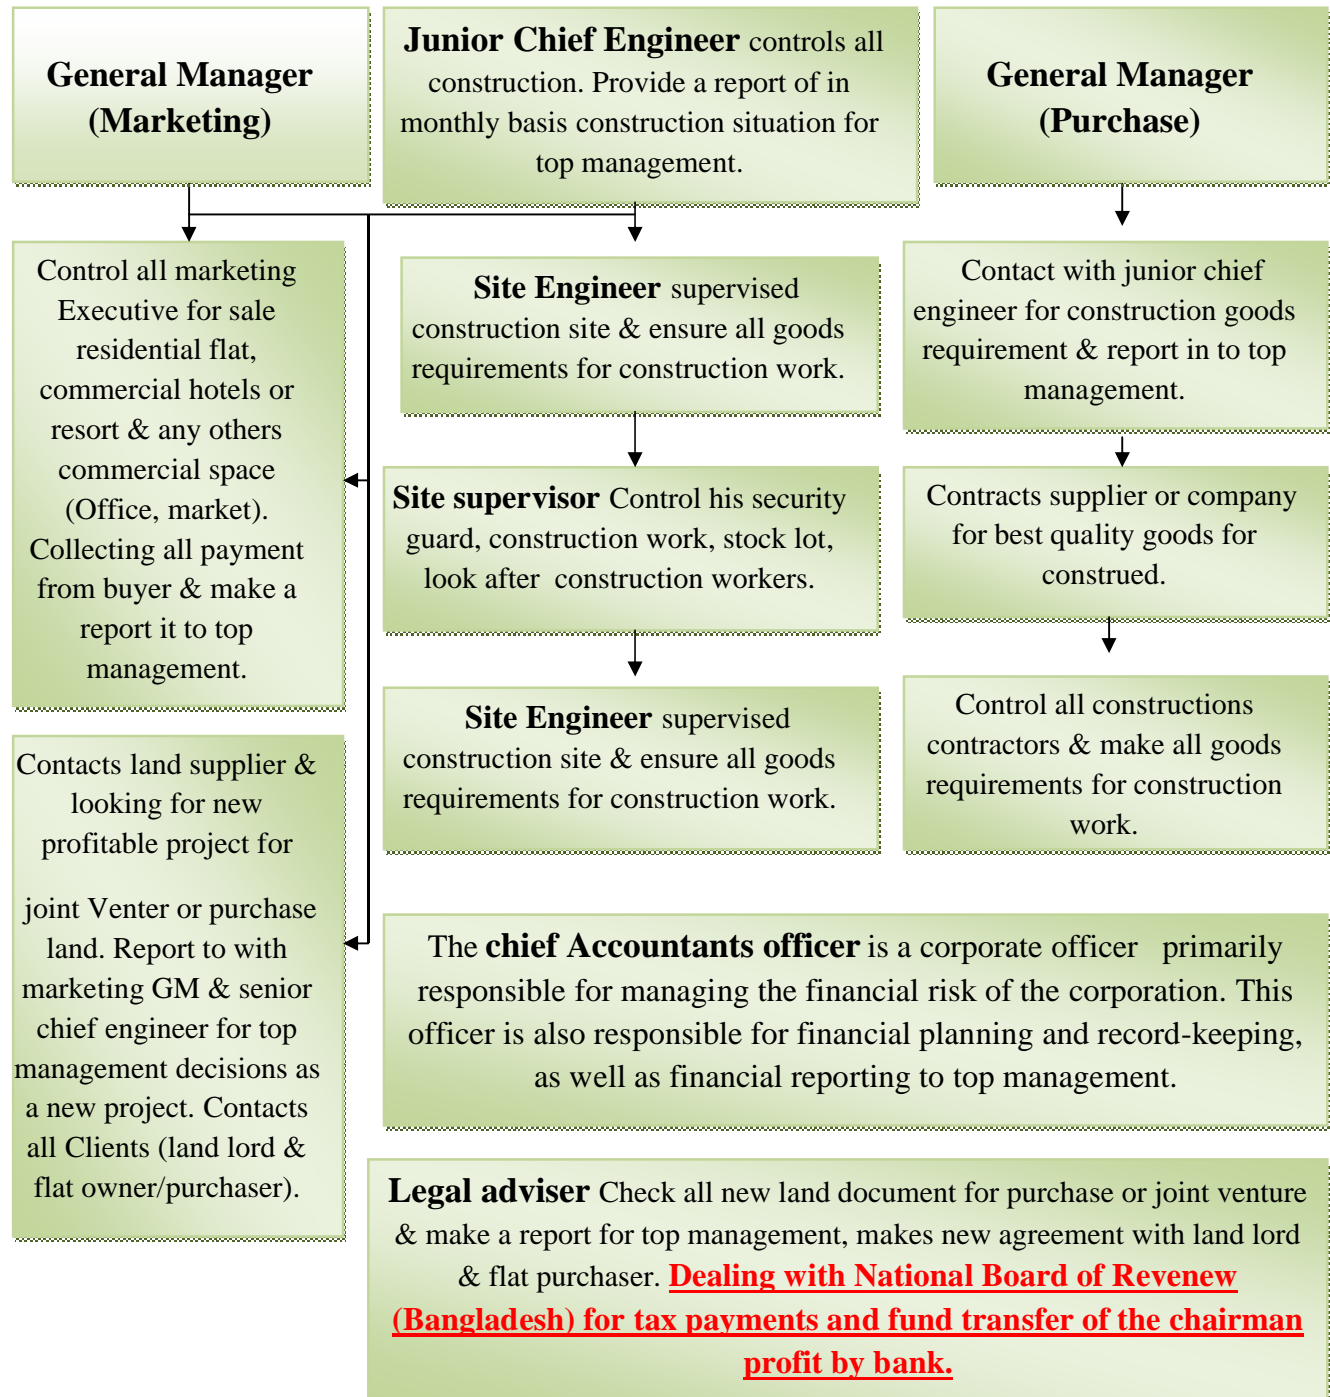 General Manager
(Marketing)
Junior Chief Engineer controls all
construction. Provide a report of in
monthly basis construction situation for
top management.
General Manager
(Purchase)
Control all marketing
Executive for sale
residential flat,
commercial hotels or
resort & any others
commercial space
(Office, market).
Collecting all payment
from buyer & make a
report it to top
management.
Site Engineer supervised
construction site & ensure all goods
requirements for construction work.
Contact with junior chief
engineer for construction goods
requirement & report in to top
management.
Site supervisor Control his security
guard, construction work, stock lot,
look after construction workers.
Contracts supplier or company
for best quality goods for
construed.
Site Engineer supervised
construction site & ensure all goods
requirements for construction work.
Control all constructions
contractors & make all goods
requirements for construction
work.
Contacts land supplier &
looking for new
profitable project for
joint Venter or purchase
land. Report to with
marketing GM & senior
chief engineer for top
management decisions as
a new project. Contacts
all Clients (land lord &
flat owner/purchaser).
The chief Accountants officer is a corporate officer primarily
responsible for managing the financial risk of the corporation. This
officer is also responsible for financial planning and record-keeping,
as well as financial reporting to top management.
Legal adviser Check all new land document for purchase or joint venture
& make a report for top management, makes new agreement with land lord
& flat purchaser. Dealing with National Board of Revenew
(Bangladesh) for tax payments and fund transfer of the chairman
profit by bank.